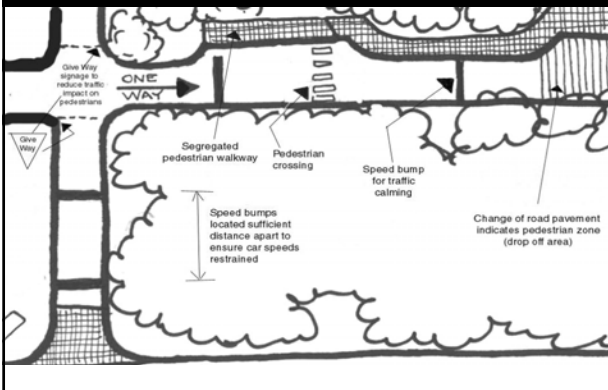 Give Way
signage to
reduce traffic
impact on
pedestrians
ONE
WAY
Give
Way
Segregated
pedestrian walkway
Pedestrian
crossing
Speed bump
for traffic
calming
Speed bumps
located sufficient
distance apart to
ensure car speeds
restrained
Change of road pavement
indicates pedestrian zone
(drop off area)